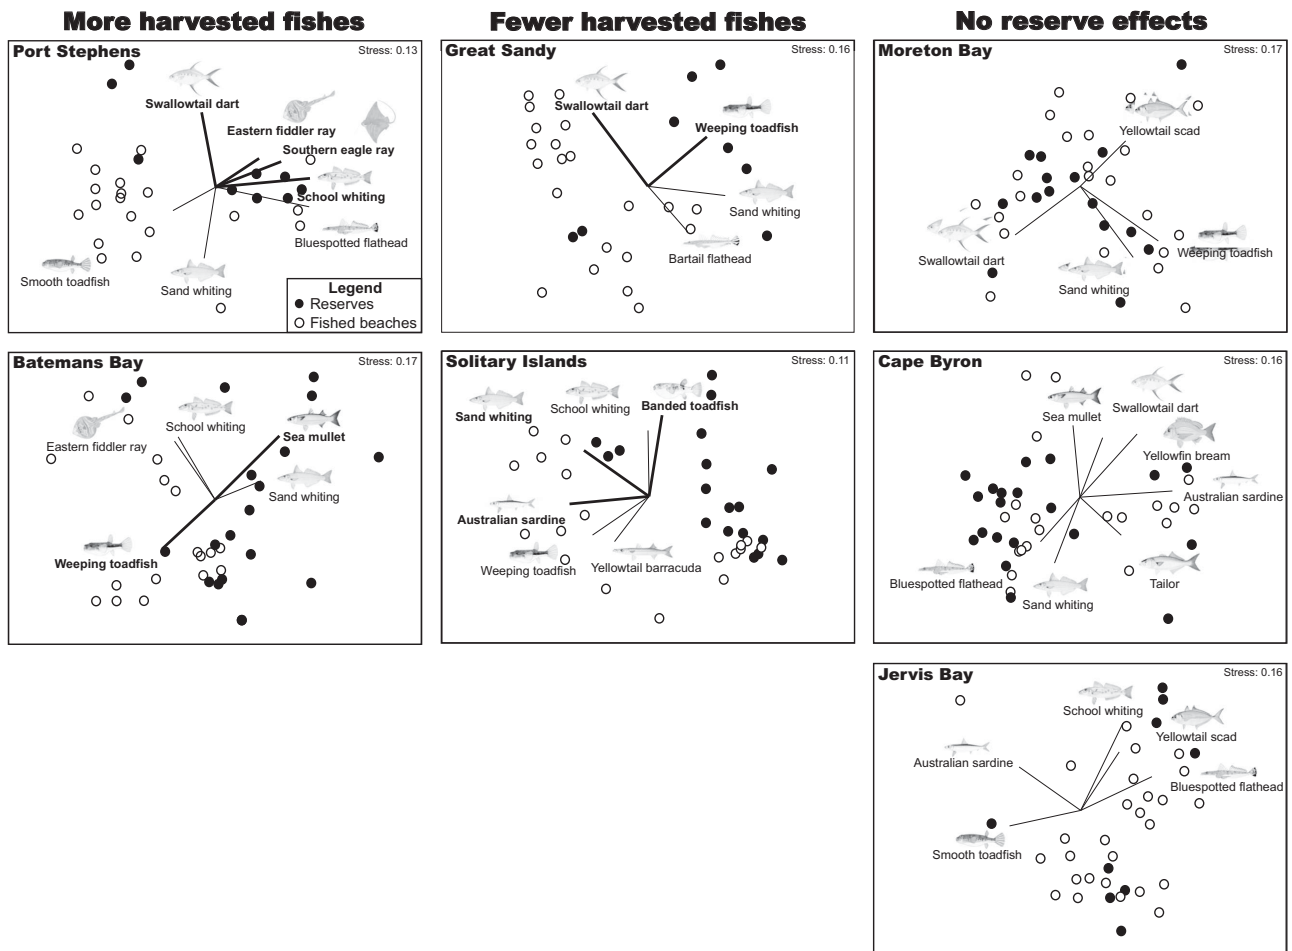 More harvested fishes
Fewer harvested fishes
No reserve effects
Port Stephens
Stress: 0.13
Swallowtail dart
Eastern fiddler ray
Southern eagle ray
School whiting
Bluespotted flathead
Smooth toadfish
Sand whiting
Legend
Reserves
Fished beaches
Great Sandy
Stress: 0.16
Swallowtail dart
Weeping toadfish
Sand whiting
Bartail flathead
Moreton Bay
Stress: 0.17
Yellowtail scad
Swallowtail dart
Weeping toadfish
Sand whiting
Batemans Bay
Stress: 0.17
School whiting
Eastern fiddler ray
Sea mullet
Sand whiting
Weeping toadfish
Solitary Islands
Stress: 0.11
Sand whiting
School whiting
Banded toadfish
Australian sardine
Weeping toadfish
Yellowtail barracuda
Cape Byron
Stress: 0.16
Sea mullet
Swallowtail dart
Yellowfin bream
Australian sardine
Bluespotted flathead
Sand whiting
Tailor
Jervis Bay
Stress: 0.16
School whiting
Yellowtail scad
Australian sardine
Bluespotted flathead
Smooth toadfish